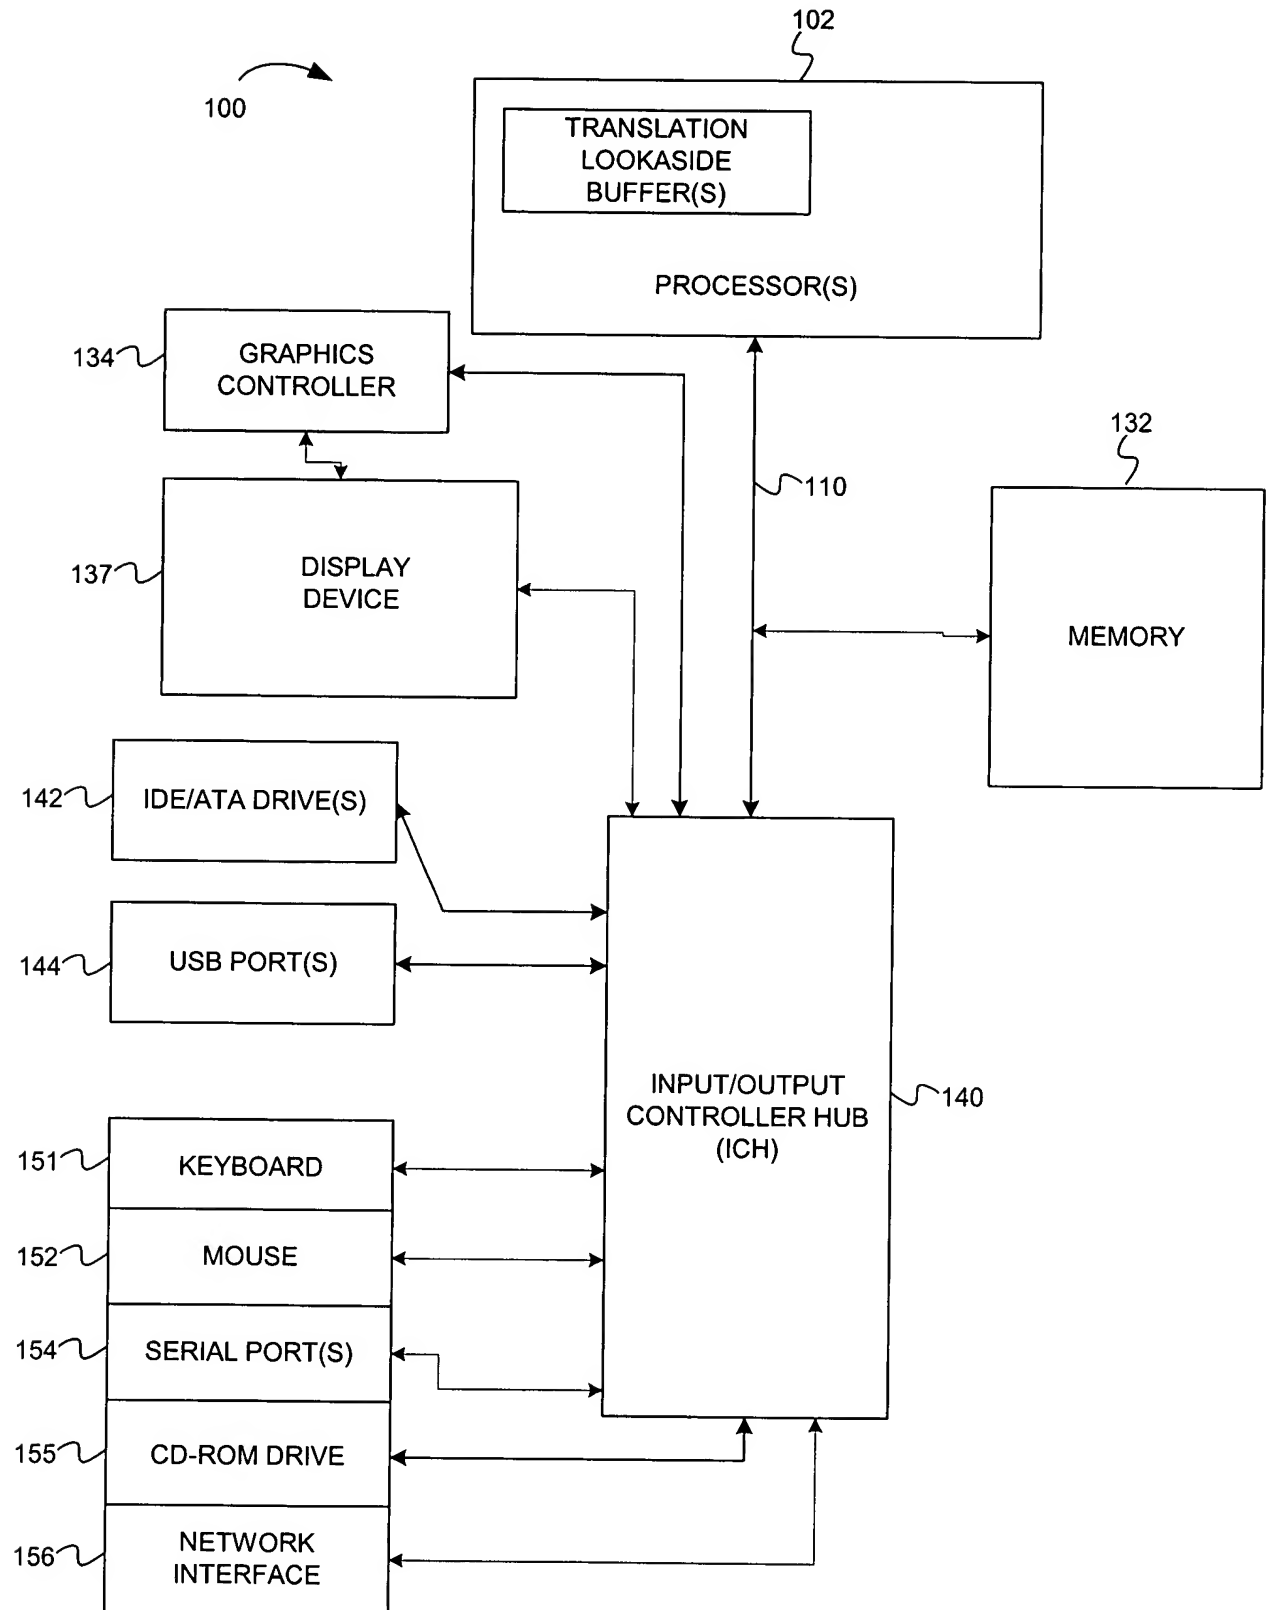 102
100
TRANSLATION
LOOKASIDE
BUFFER(S)
PROCESSOR(S)
134
GRAPHICS
CONTROLLER
132
110
137
DISPLAY
DEVICE
MEMORY
142
IDE/ATA DRIVE(S)
144
USB PORT(S)
INPUT/OUTPUT
CONTROLLER HUB
(ICH)
140
151
KEYBOARD
152
MOUSE
154
SERIAL PORT(S)
155
CD-ROM DRIVE
156
NETWORK
INTERFACE